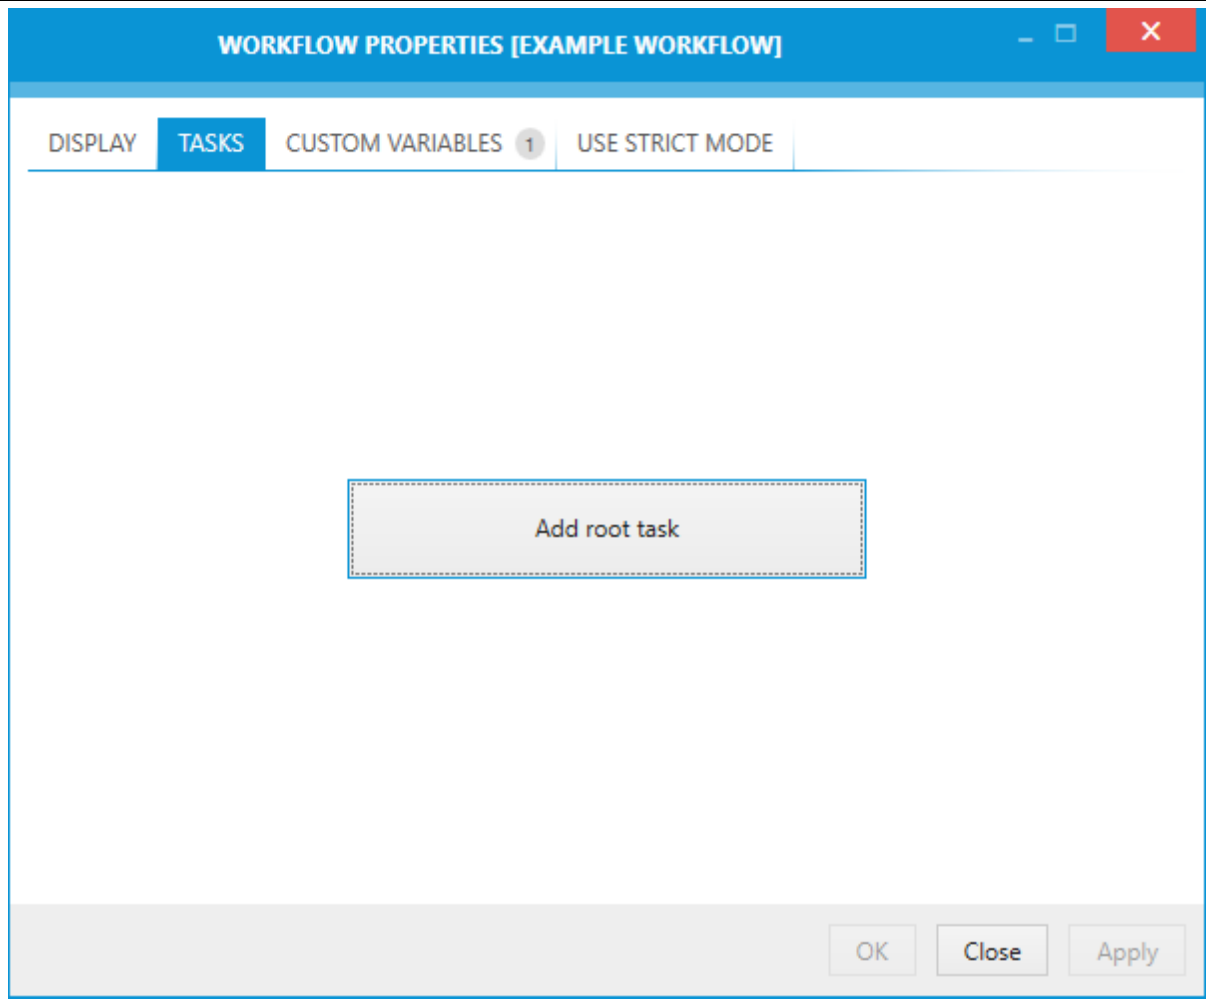 WORKFLOW PROPERTIES [EXAMPLE WORKFLOW]
DISPLAY TASKS CUSTOM VARIABLES 1 USE STRICT MODE
Add root task
OK Close Apply